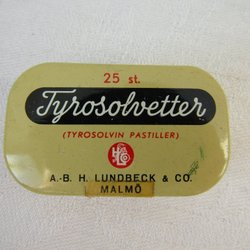 25 st.
Tyrosolvetter
(TYROSOLVIN PASTILLER)
A.-B. H. LUNDBECK & CO.
MALMÖ